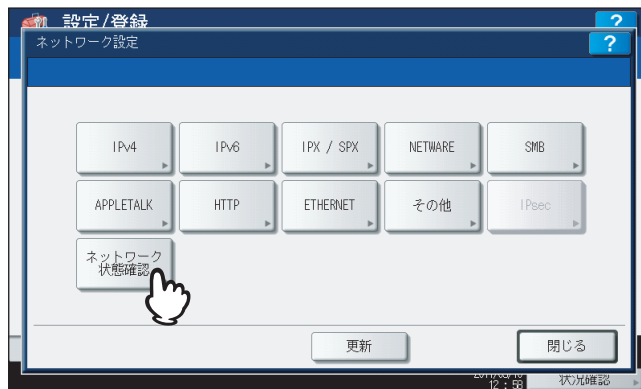 設定/登録
?
ネットワーク設定
?
IPv4
IPv6
IPX / SPX
NETWARE
SMB
APPLETALK
HTTP
ETHERNET
その他
IPsec
ネットワーク
状態確認
更新
閉じる
12 : 58
状況確認